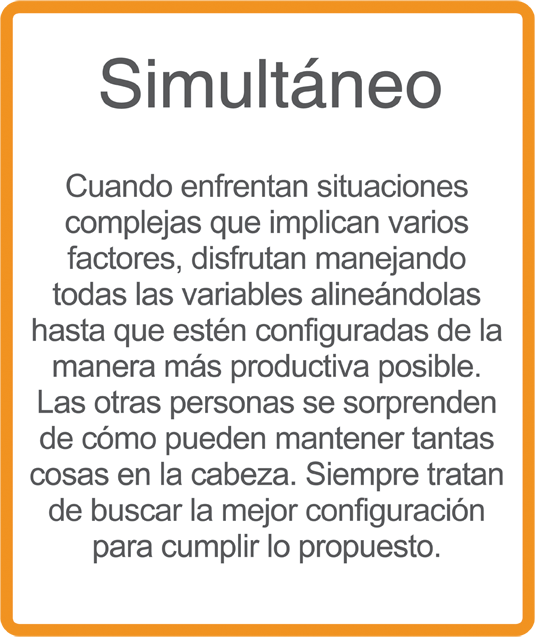 Simultáneo
Cuando enfrentan situaciones
complejas que implican varios
factores, disfrutan manejando
todas las variables alineándolas
hasta que estén configuradas de la
manera más productiva posible.
Las otras personas se sorprenden
de cómo pueden mantener tantas
cosas en la cabeza. Siempre tratan
de buscar la mejor configuración
para cumplir lo propuesto.